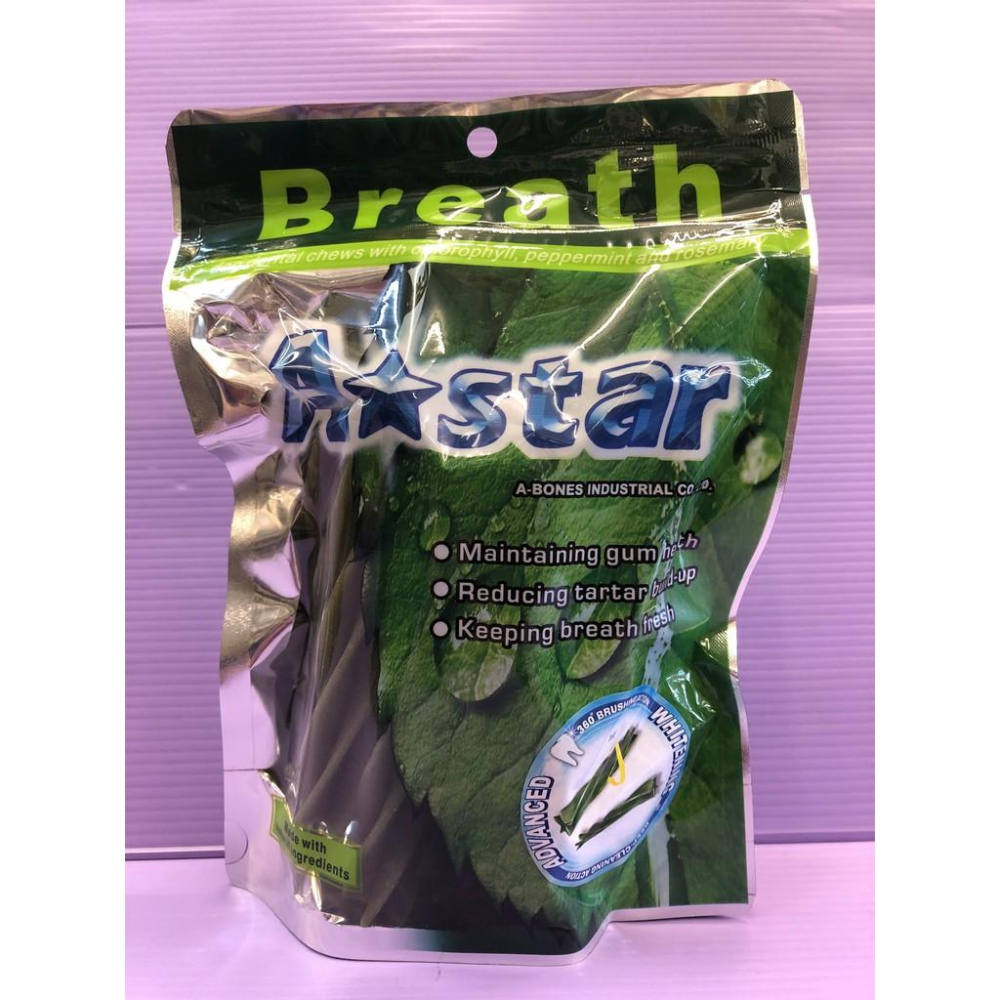 Breath
dental chews with chlorophyll, peppermint and rosemary
A★star
A-BONES INDUSTRIAL CO
Maintaining gum health
Reducing tartar build-up
Keeping breath fresh
360° BRUSHING
WHITENING
ADVANCED
CLEANING ACTION
Made with
ingredients